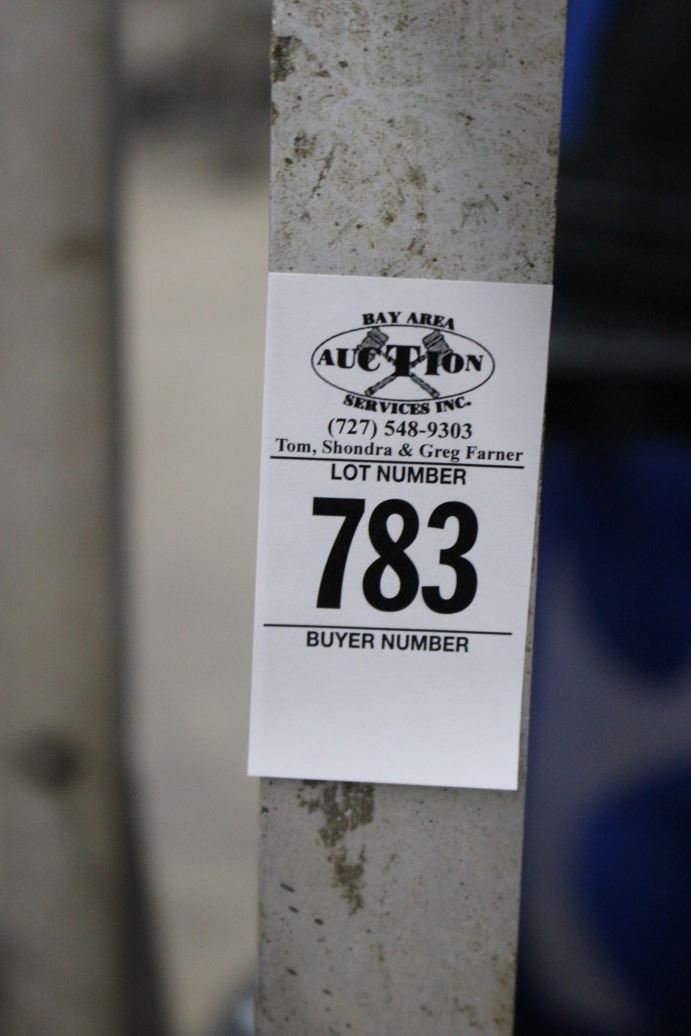 BAY AREA
AUCTION
SERVICES INC.
(727) 548-9303
Tom, Shondra & Greg Farner
LOT NUMBER
783
BUYER NUMBER